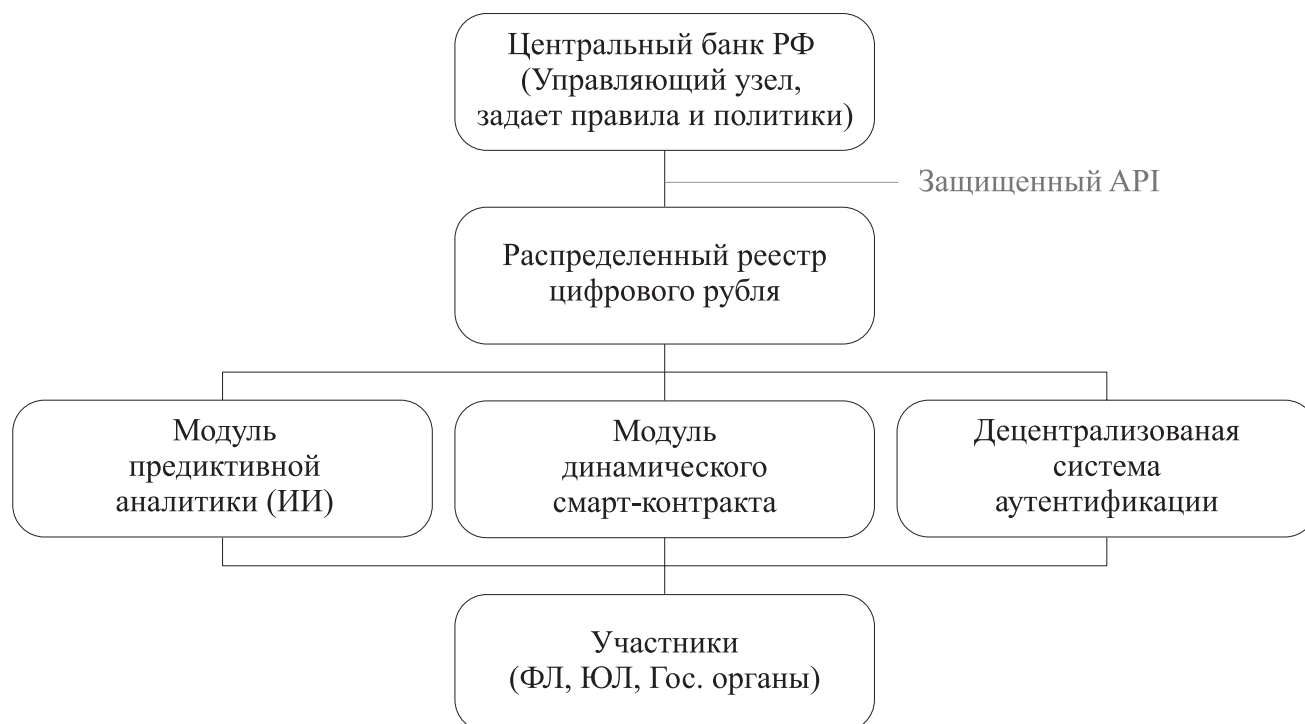 Центральный банк РФ
(Управляющий узел,
задает правила и политики)
Защищенный API
Распределенный реестр
цифрового рубля
Модуль
предиктивной
аналитики (ИИ)
Модуль
динамического
смарт-контракта
Децентрализованая
система
аутентификации
Участники
(ФЛ, ЮЛ, Гос. органы)